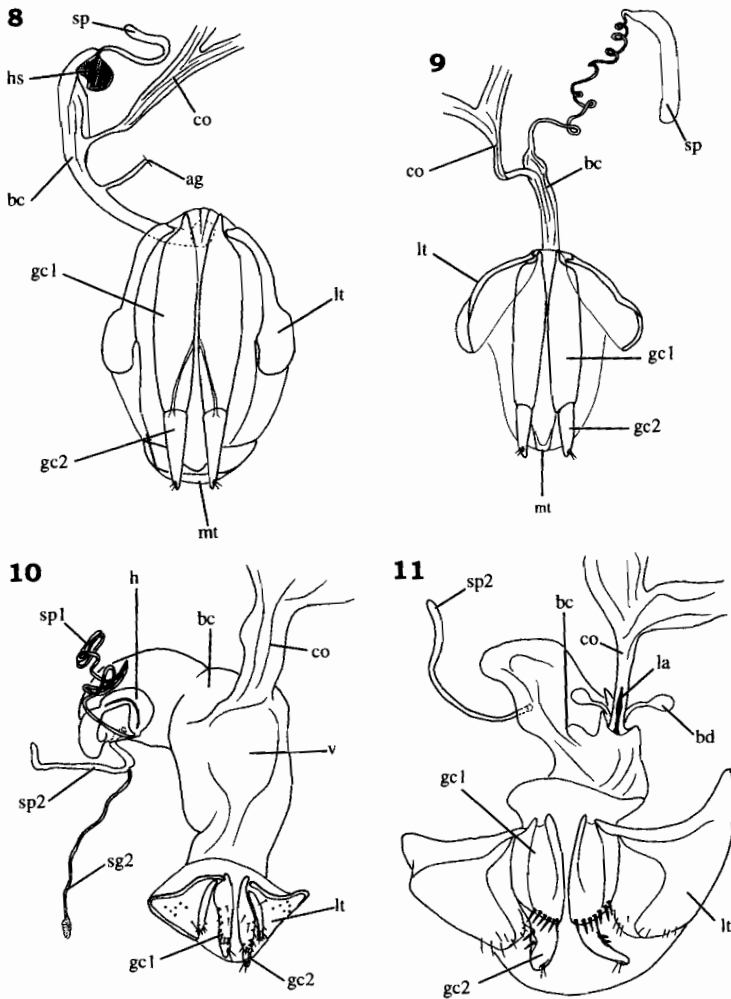 8
sp
hs
co
bc
ag
gc1
lt
gc2
mt
9
sp
co
bc
lt
gc1
gc2
mt
10
h
sp1
bc
co
v
sp2
sg2
lt
gc1
gc2
11
sp2
bc
co
la
bd
gc1
lt
gc2